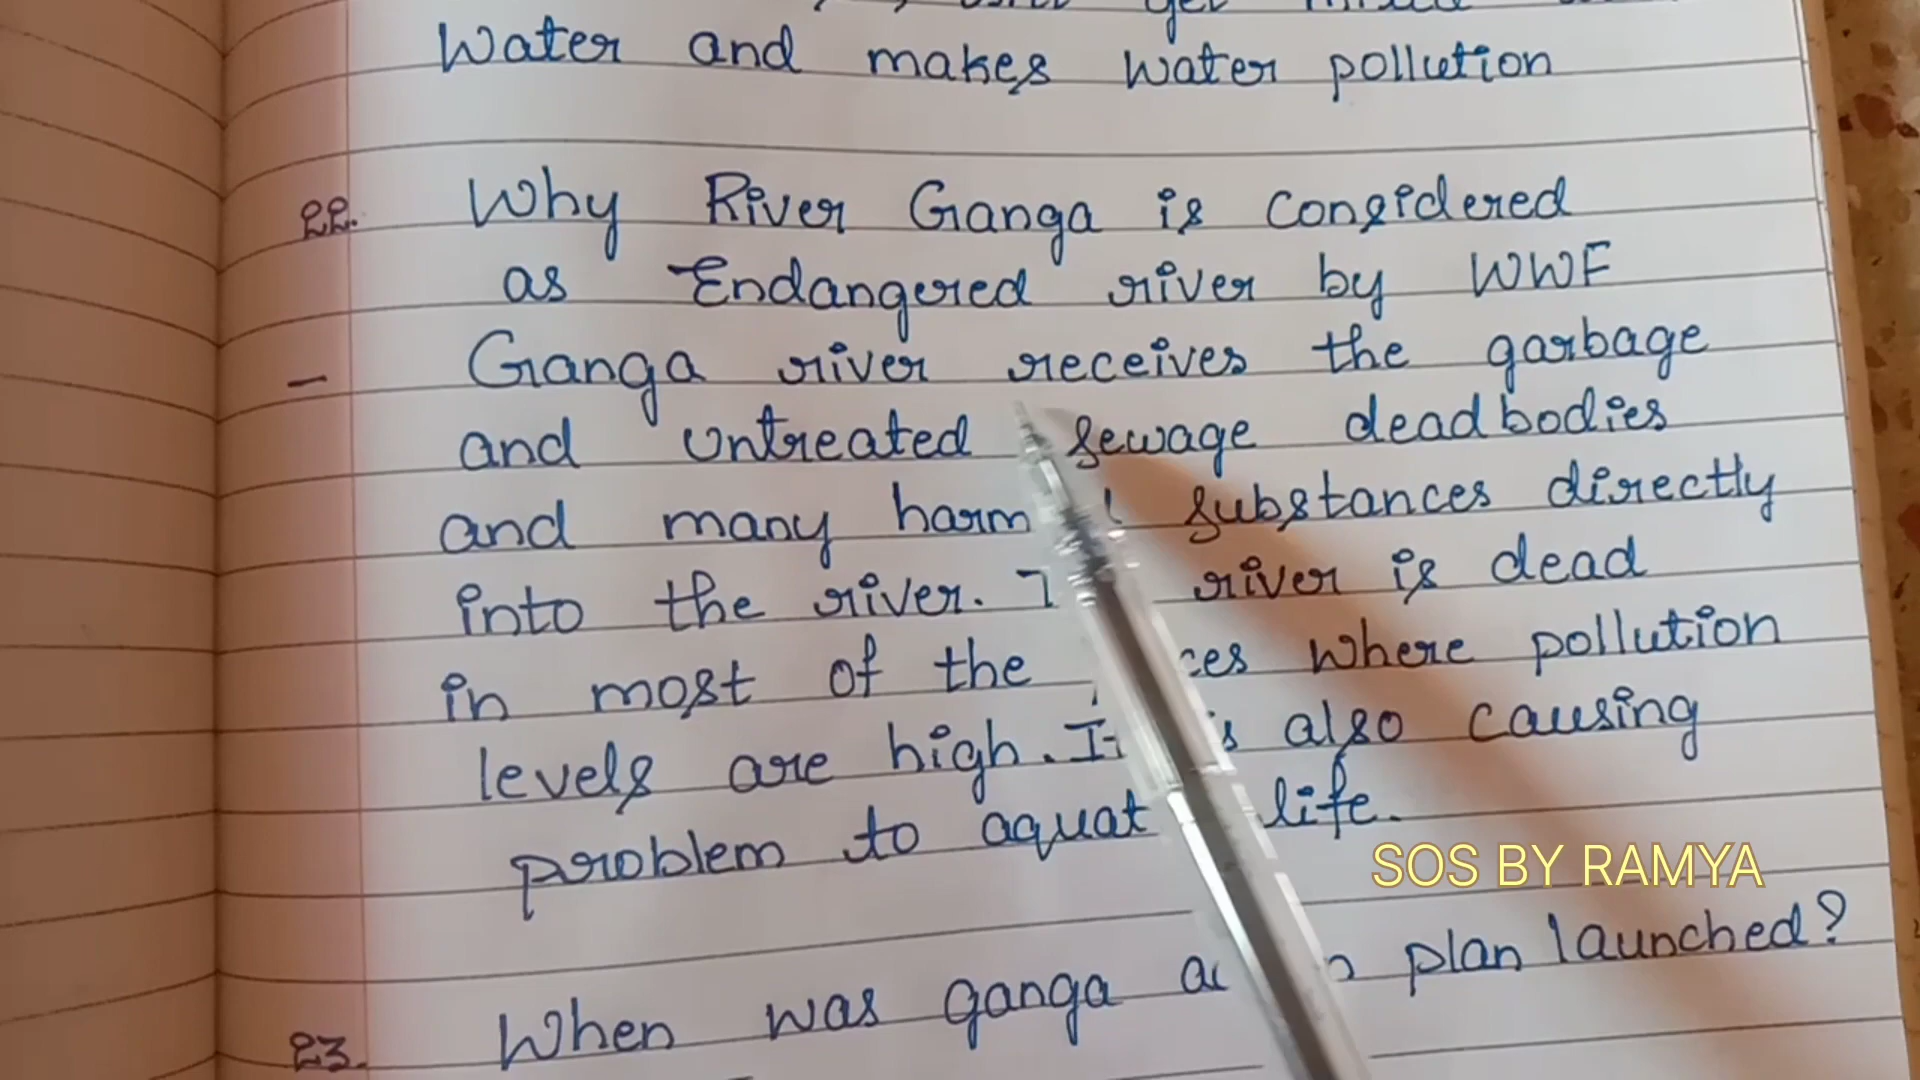 get
Water and makes water pollution
22. Why River Ganga is considered
as Endangered river by WWF
— Ganga river receives the garbage
and untreated sewage deadbodies
and many harm substances directly
into the river. river is dead
in most of the where pollution
levels are high. also causing
problem to aquat life.
SOS BY RAMYA
23. When was ganga plan launched?